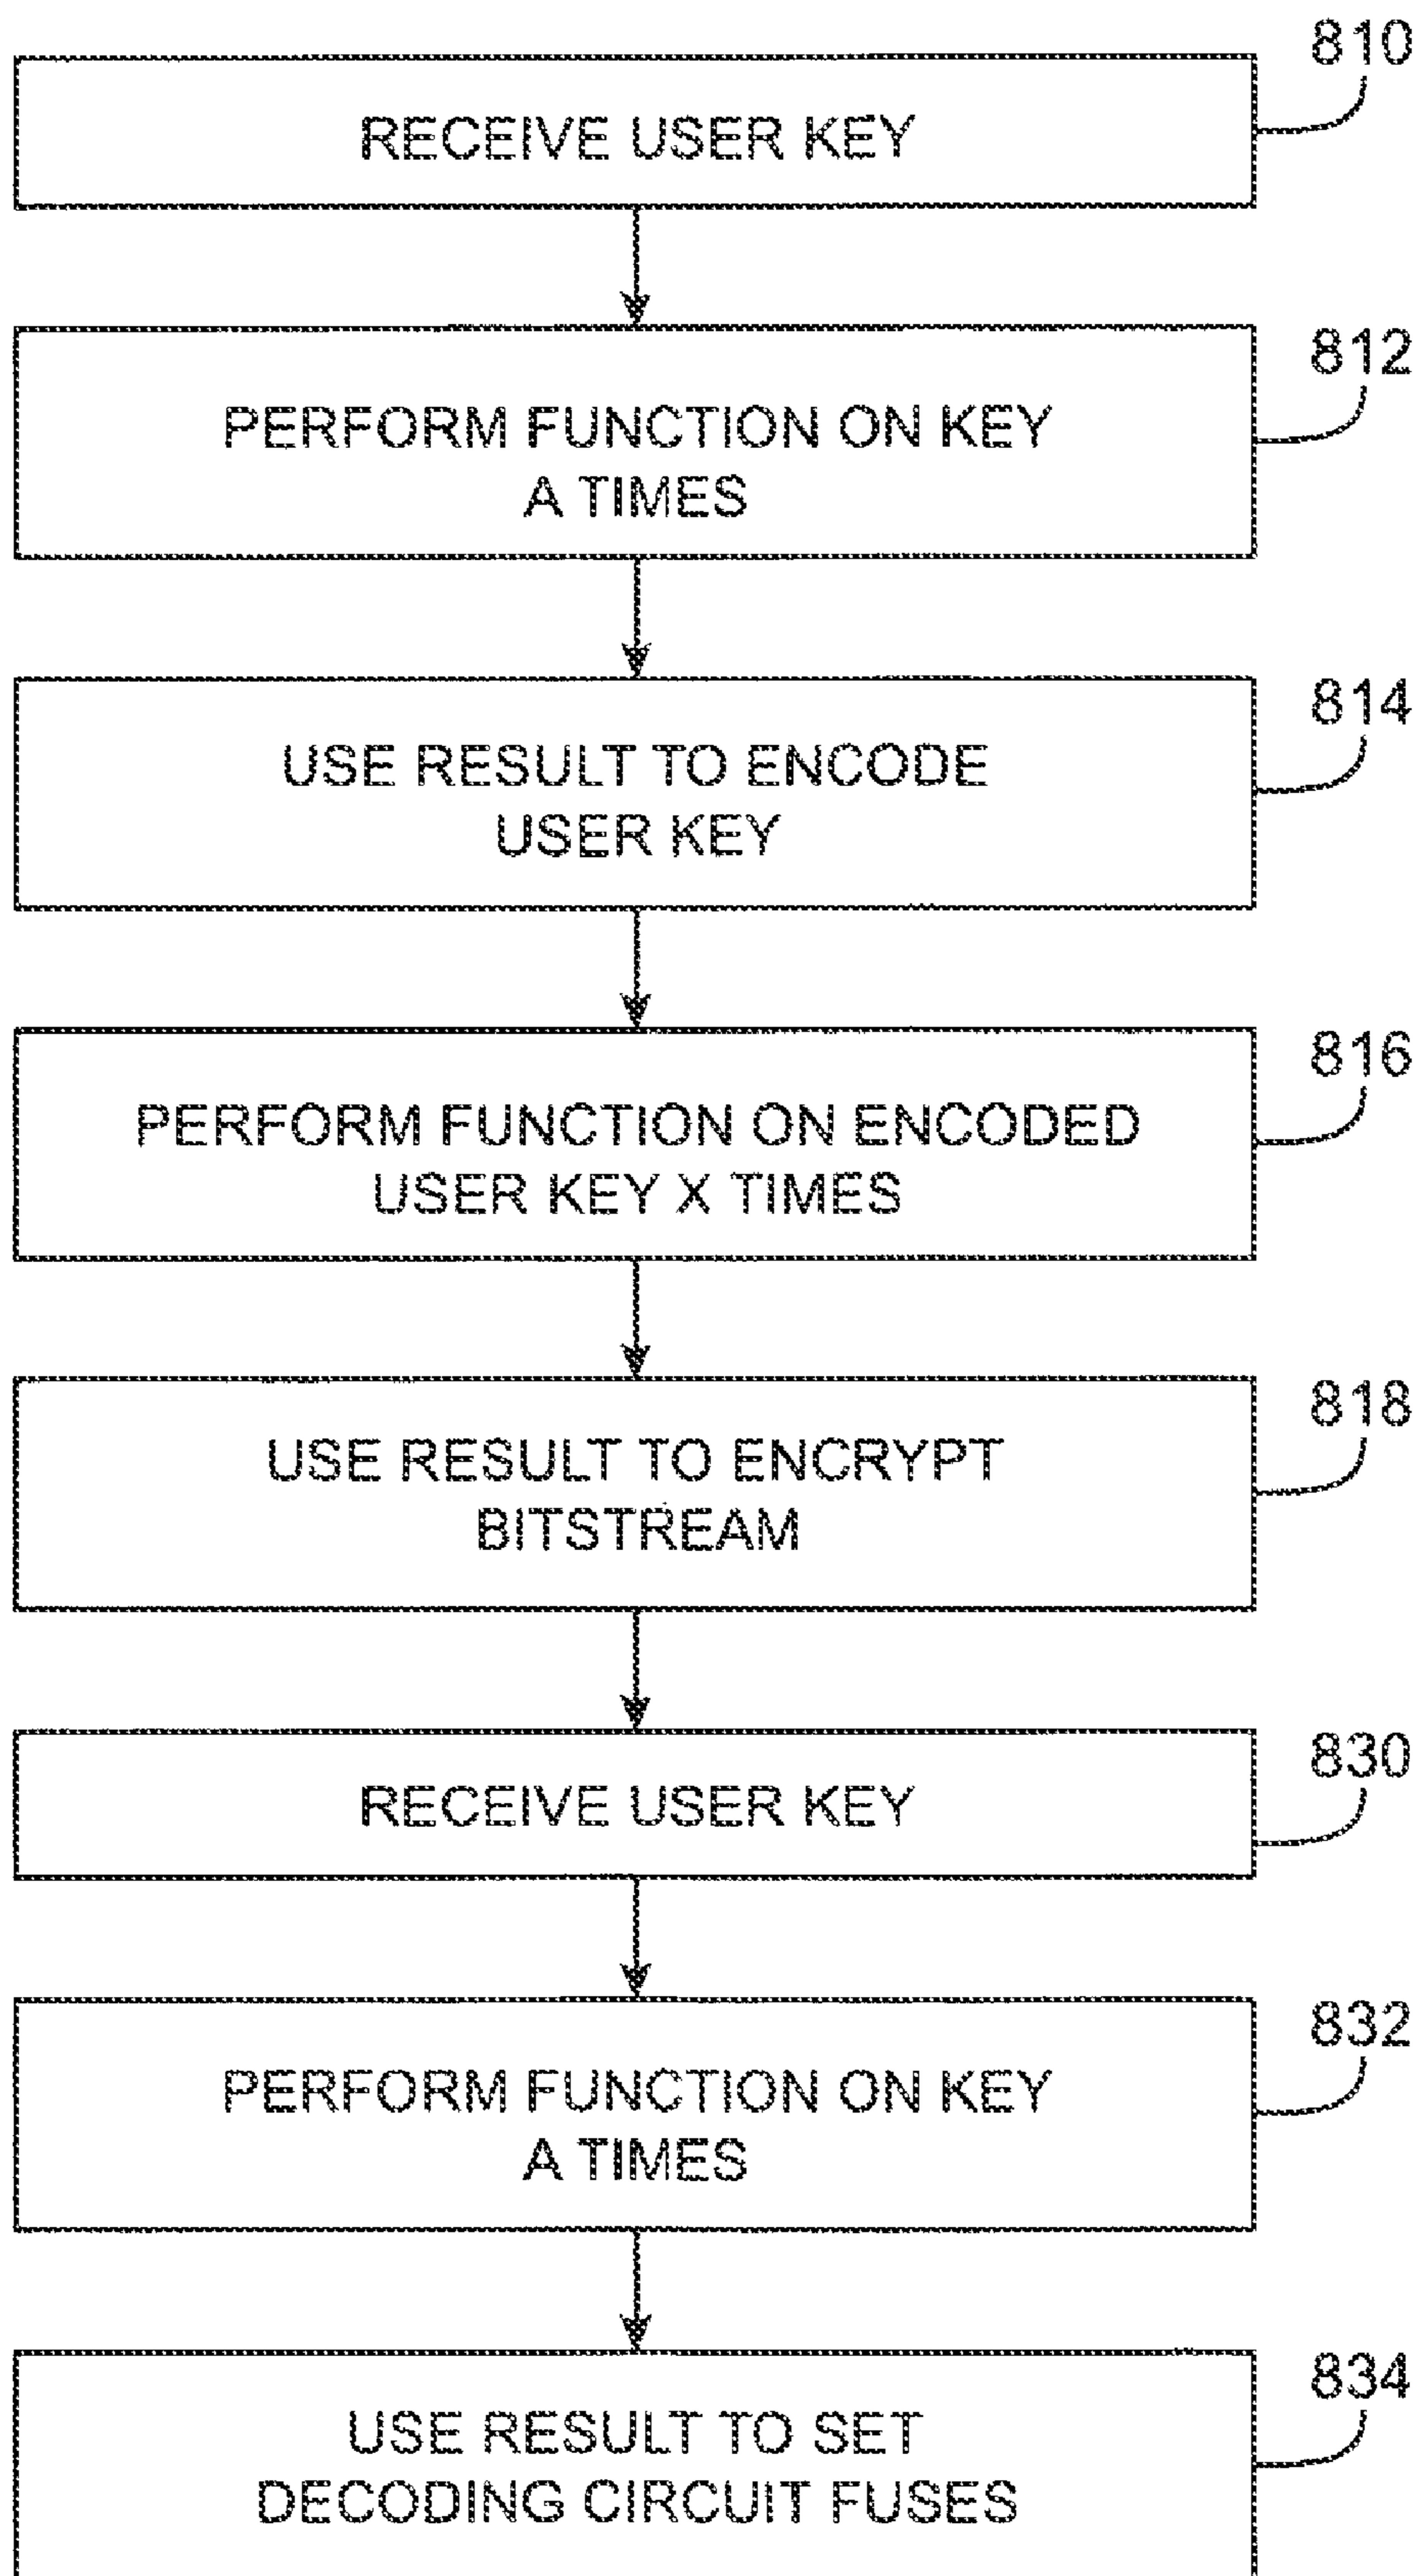 810
RECEIVE USER KEY
812
PERFORM FUNCTION ON KEY
A TIMES
814
USE RESULT TO ENCODE
USER KEY
816
PERFORM FUNCTION ON ENCODED
USER KEY X TIMES
818
USE RESULT TO ENCRYPT
BITSTREAM
830
RECEIVE USER KEY
832
PERFORM FUNCTION ON KEY
A TIMES
834
USE RESULT TO SET
DECODING CIRCUIT FUSES